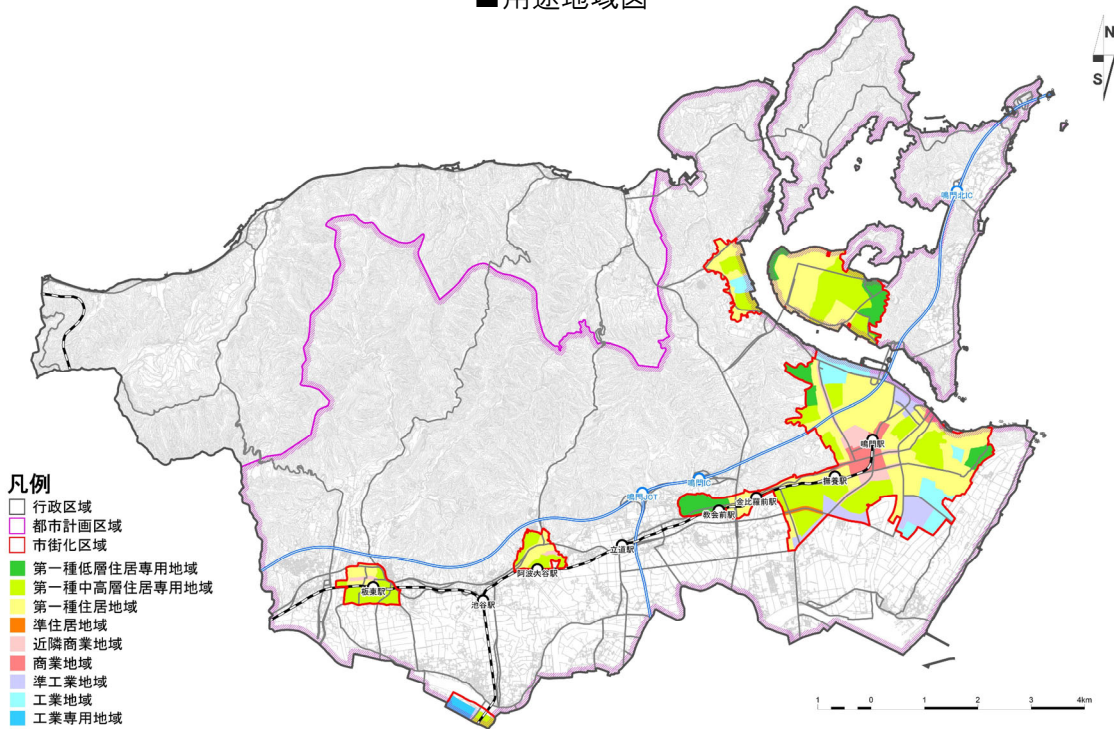 ■用途地域図
N
S
鳴門北IC
鳴門駅
撫養駅
金比羅前駅
教会前駅
鳴門IC
鳴門JCT
立道駅
阿波大谷駅
池谷駅
板東駅
凡例
行政区域
都市計画区域
市街化区域
第一種低層住居専用地域
第一種中高層住居専用地域
第一種住居地域
準住居地域
近隣商業地域
商業地域
準工業地域
工業地域
工業専用地域
1 0 1 2 3 4km